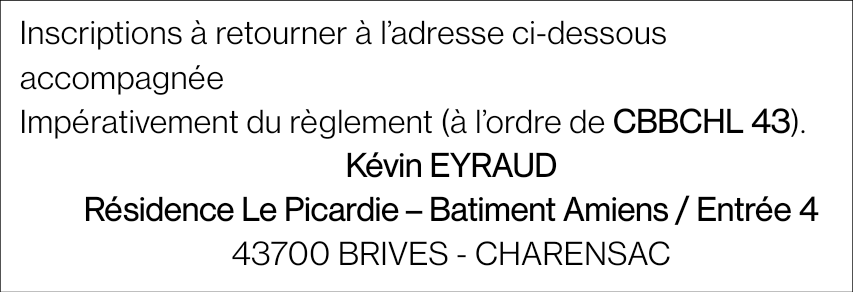 Inscriptions à retourner à l’adresse ci-dessous
accompagnée
Impérativement du règlement (à l’ordre de CBBCHL 43).
Kévin EYRAUD
Résidence Le Picardie – Batiment Amiens / Entrée 4
43700 BRIVES - CHARENSAC